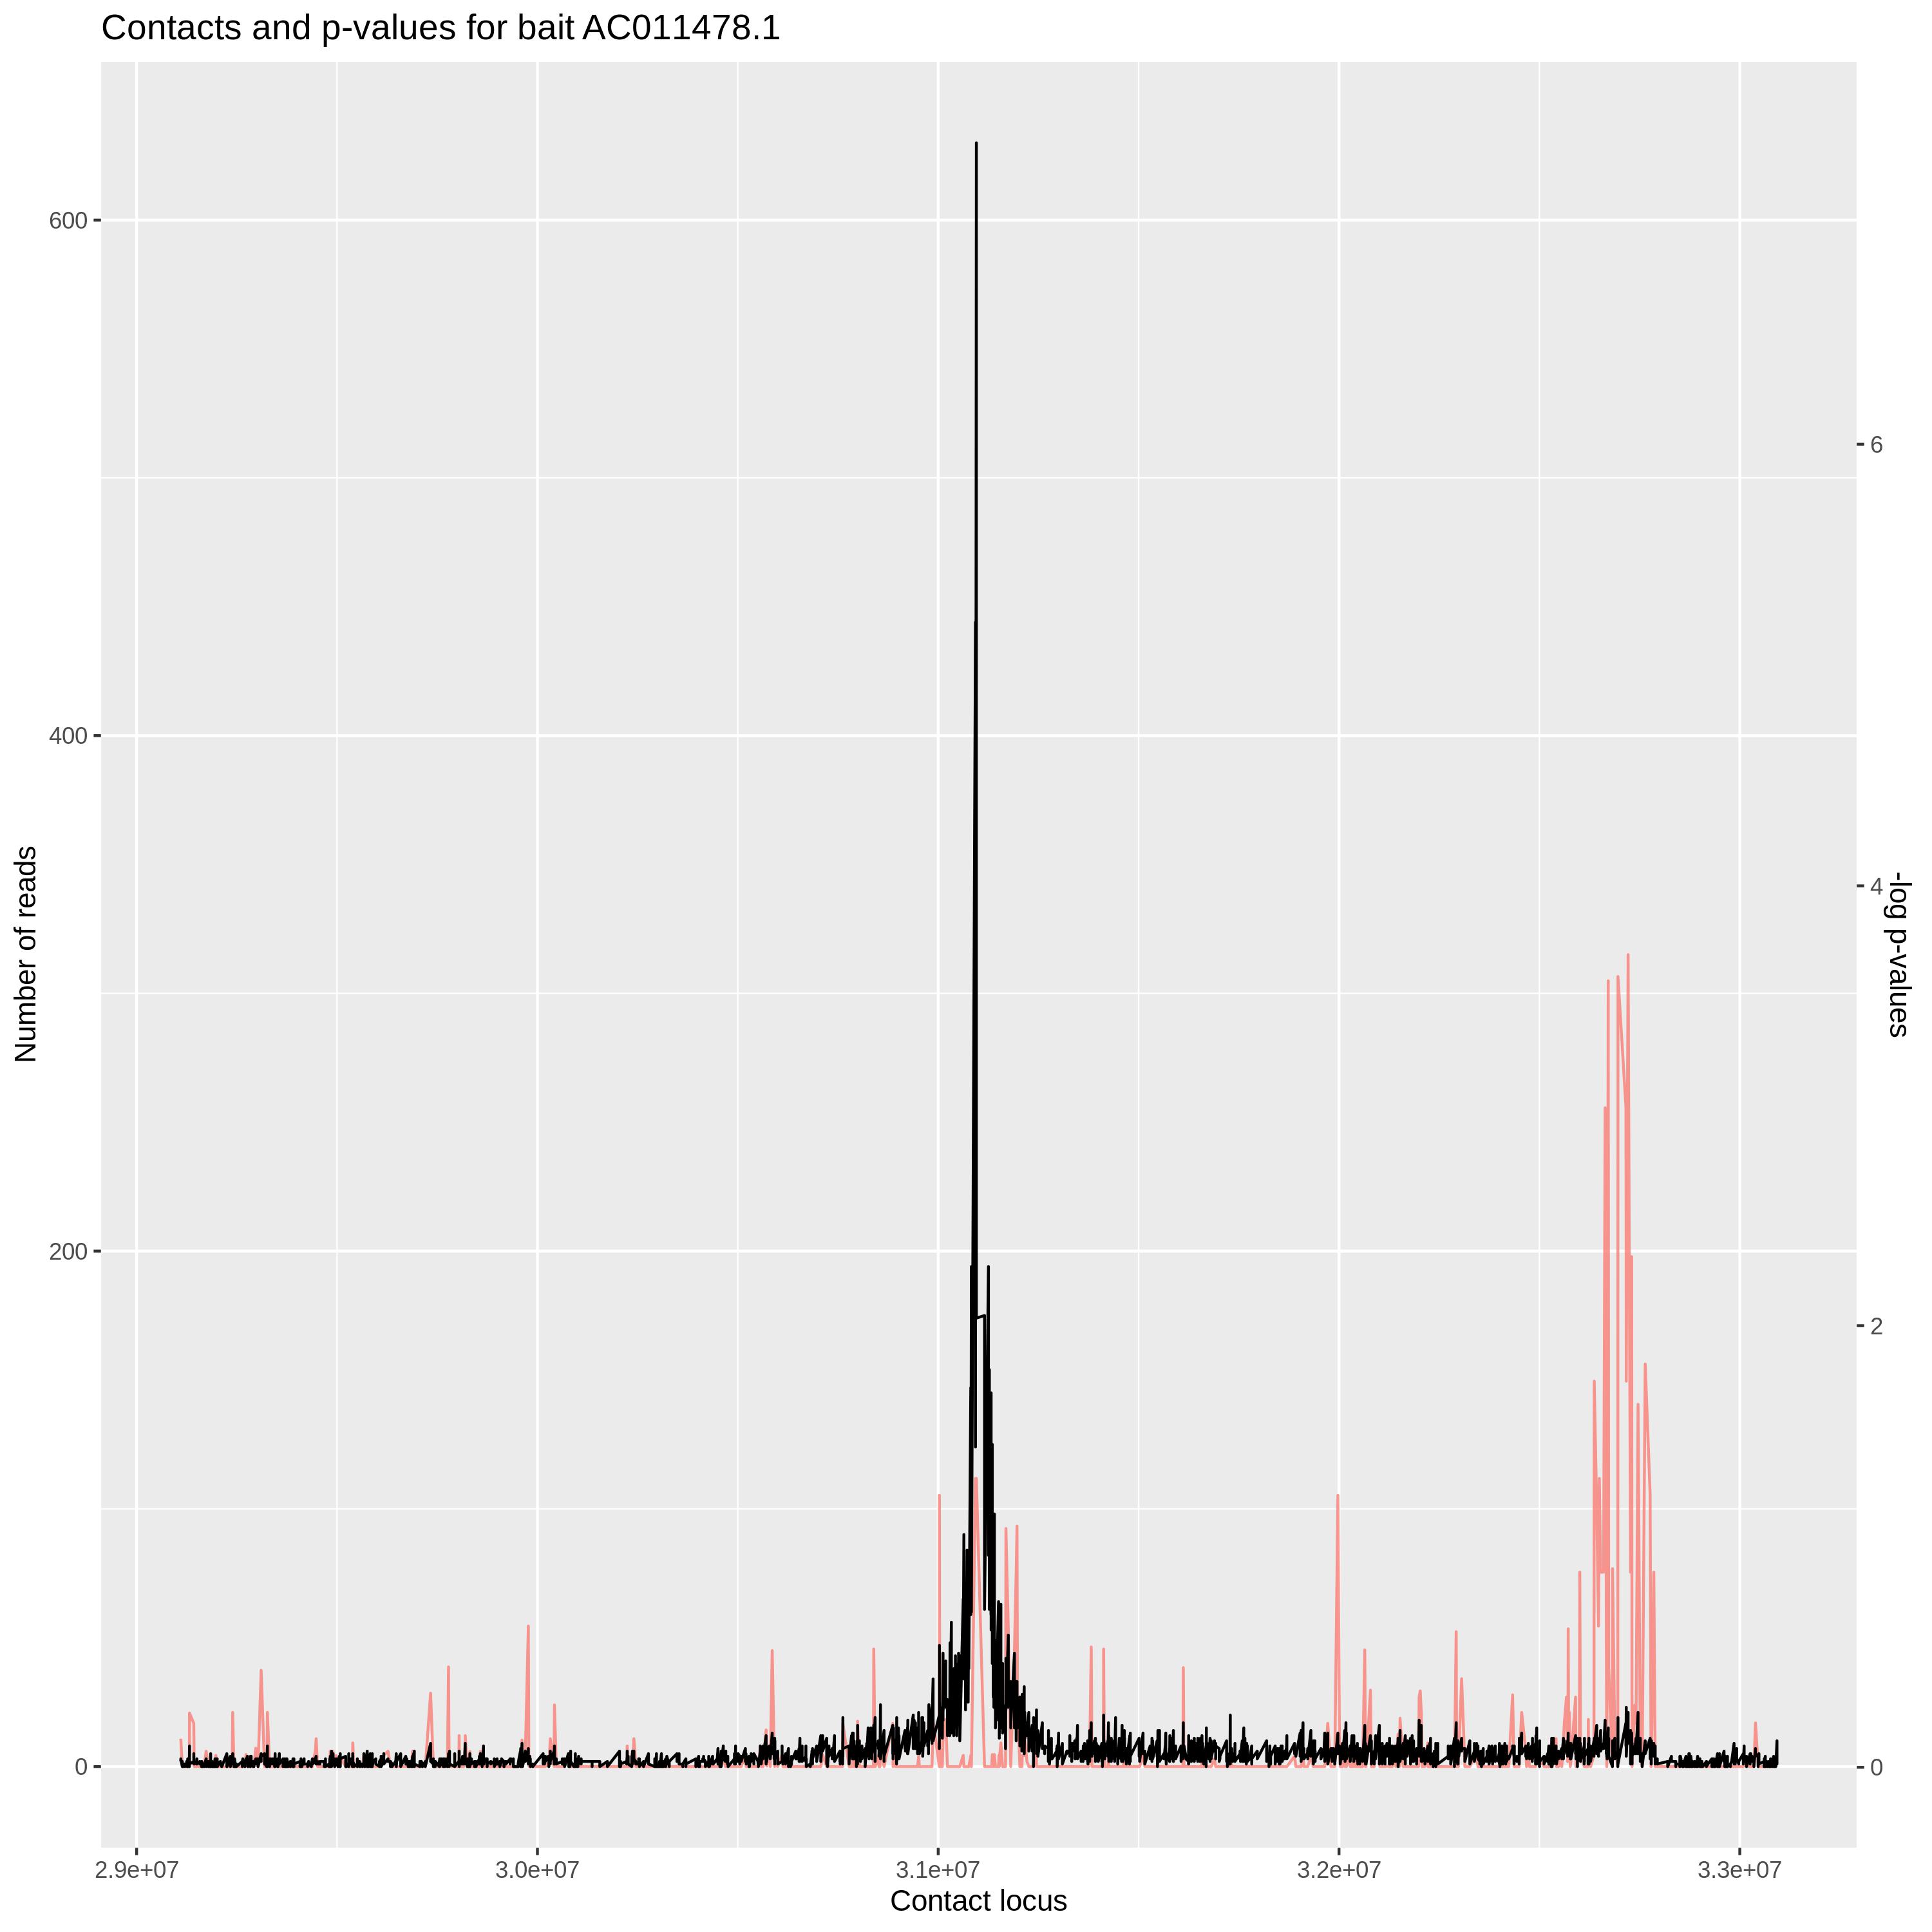 Contacts and p-values for bait AC011478.1
Number of reads
600
400
200
0
6
4
2
0
-log p-values
2.9e+07
3.0e+07
3.1e+07
3.2e+07
3.3e+07
Contact locus